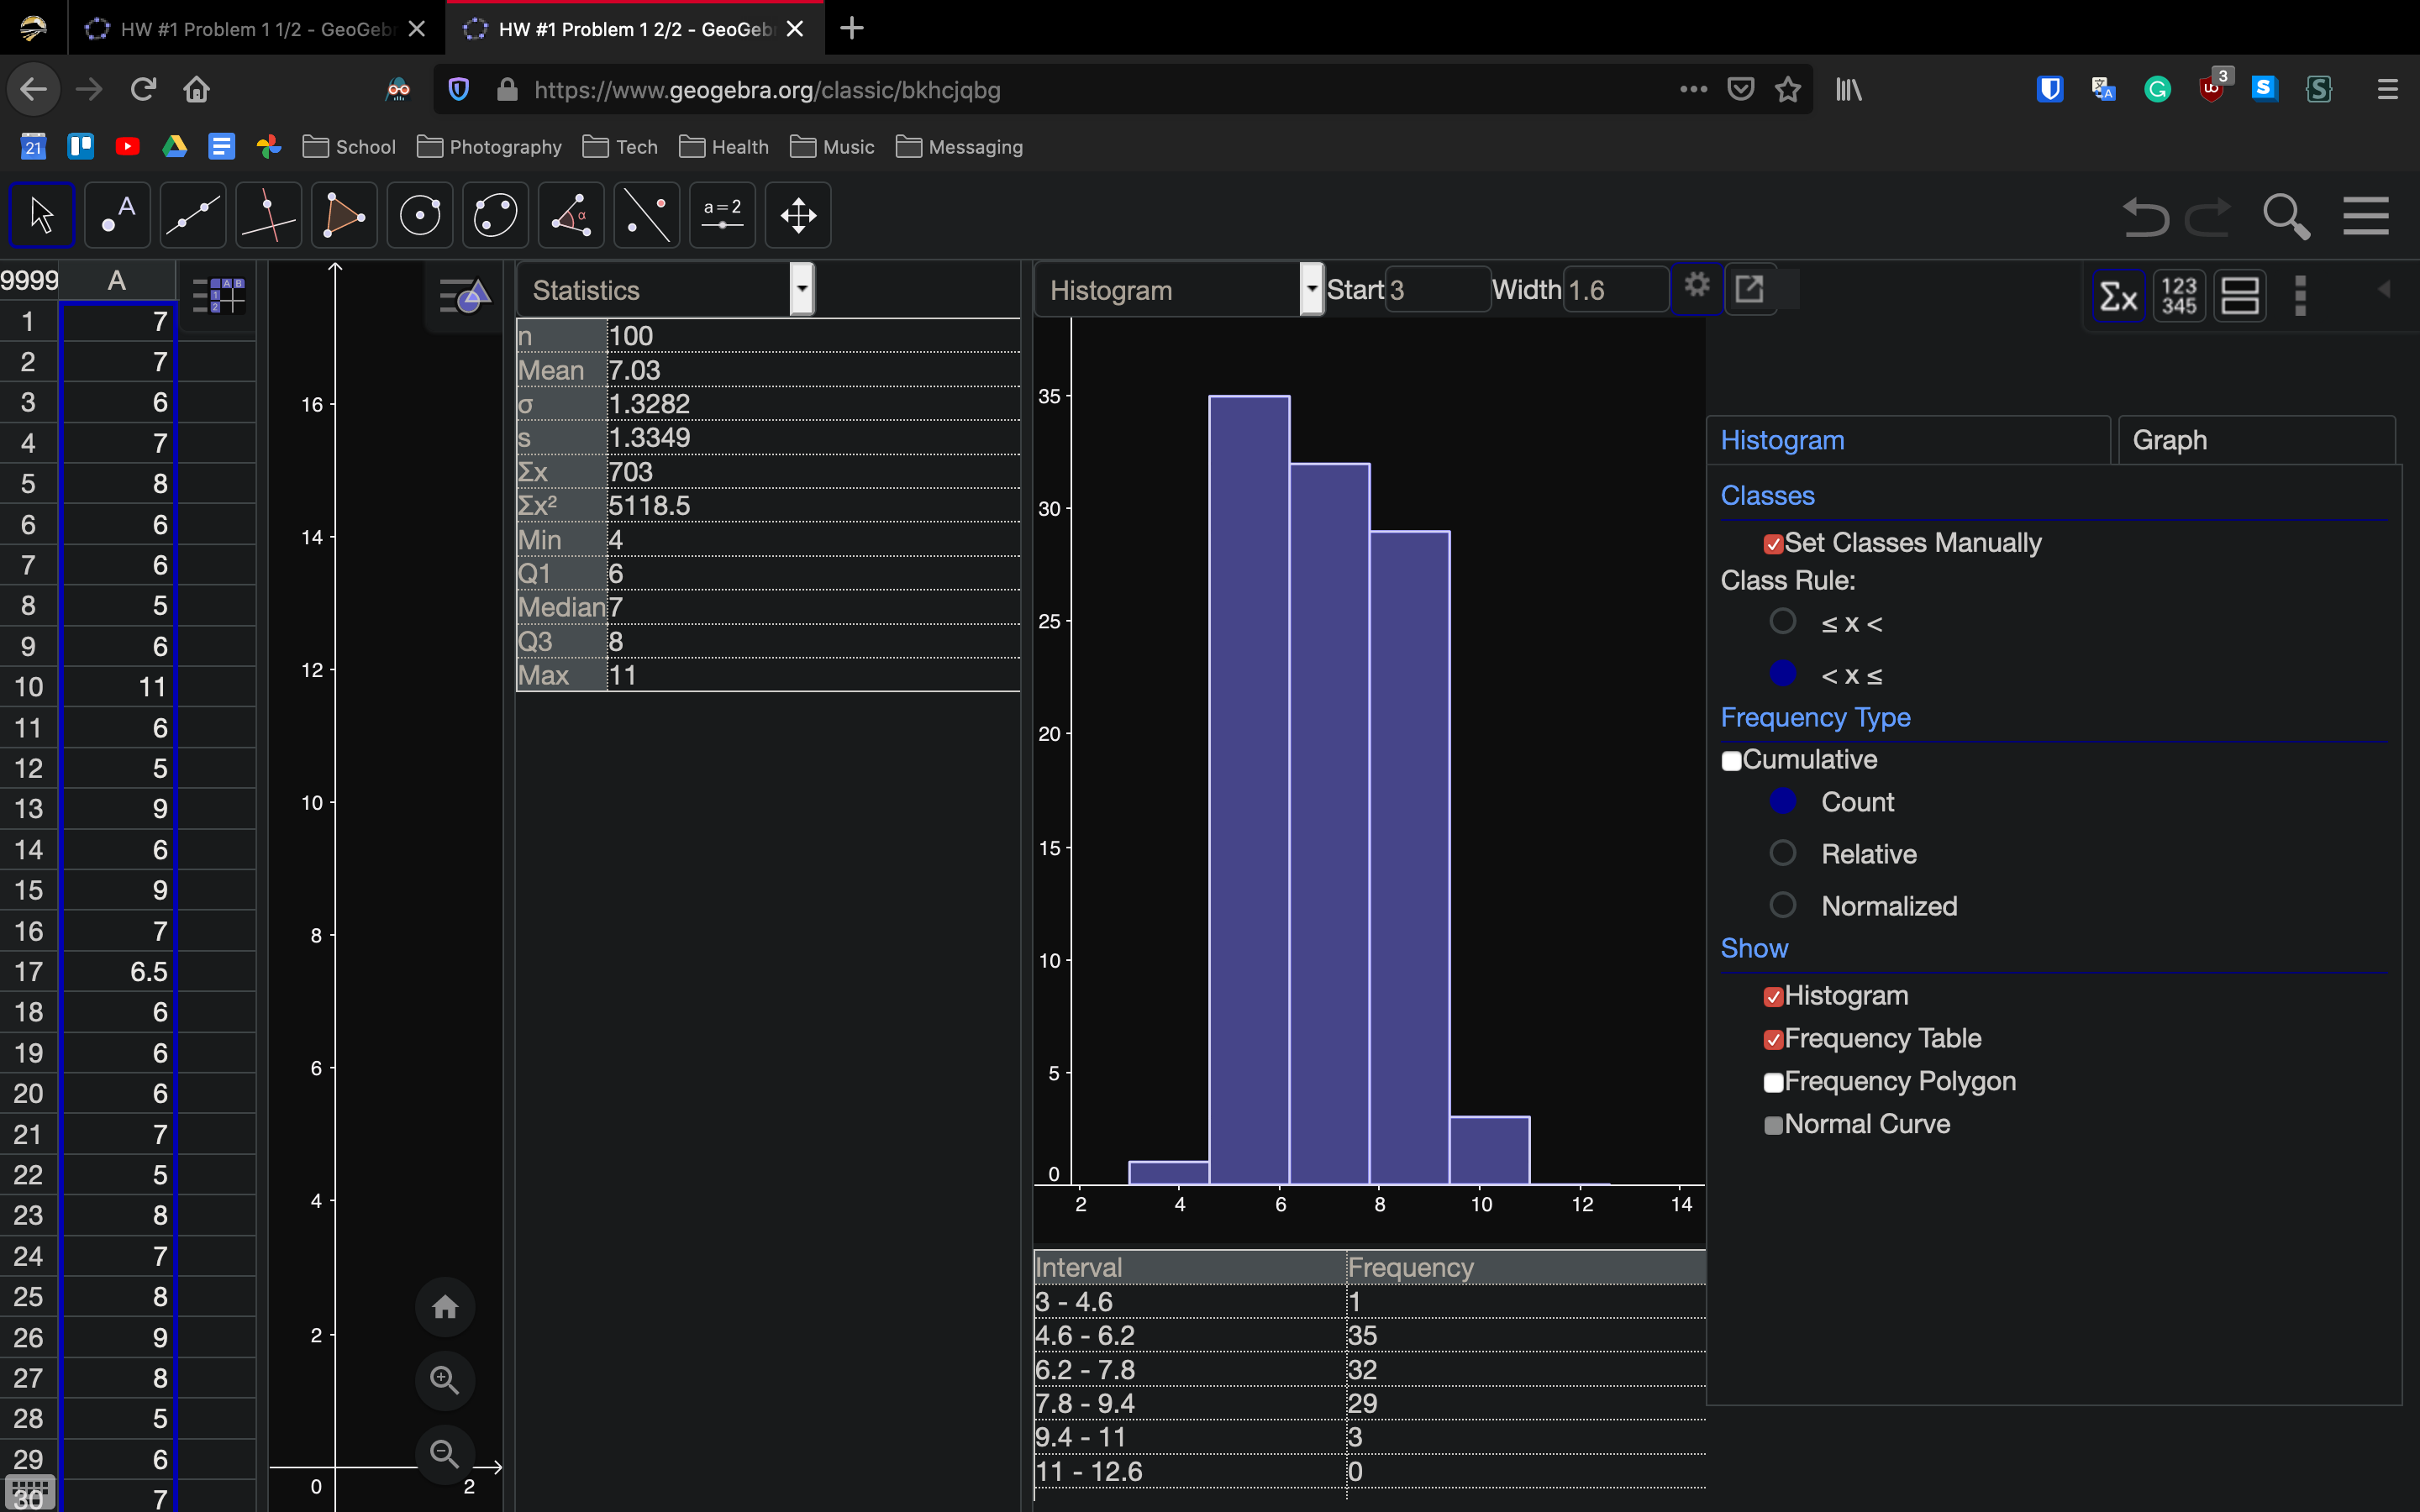 HW #1 Problem 1 1/2 - GeoGeb
HW #1 Problem 1 2/2 - GeoGeb
https://www.geogebra.org/classic/bkhcjqbg
3
21
School
Photography
Tech
Health
Music
Messaging
A
α
a = 2
9999 A
1 7
2 7
3 6
4 7
5 8
6 6
7 6
8 5
9 6
10 11
11 6
12 5
13 9
14 6
15 9
16 7
17 6.5
18 6
19 6
20 6
21 7
22 5
23 8
24 7
25 8
26 9
27 8
28 5
29 6
30 7
16
14
12
10
8
6
4
2
0 2
Statistics
n 100
Mean 7.03
σ 1.3282
s 1.3349
Σx 703
Σx² 5118.5
Min 4
Q1 6
Median 7
Q3 8
Max 11
Histogram Start 3 Width 1.6
35
30
25
20
15
10
5
0
2 4 6 8 10 12 14
Interval Frequency
3 - 4.6 1
4.6 - 6.2 35
6.2 - 7.8 32
7.8 - 9.4 29
9.4 - 11 3
11 - 12.6 0
Σx 123 345
Histogram Graph
Classes
Set Classes Manually
Class Rule:
≤ x <
< x ≤
Frequency Type
Cumulative
Count
Relative
Normalized
Show
Histogram
Frequency Table
Frequency Polygon
Normal Curve